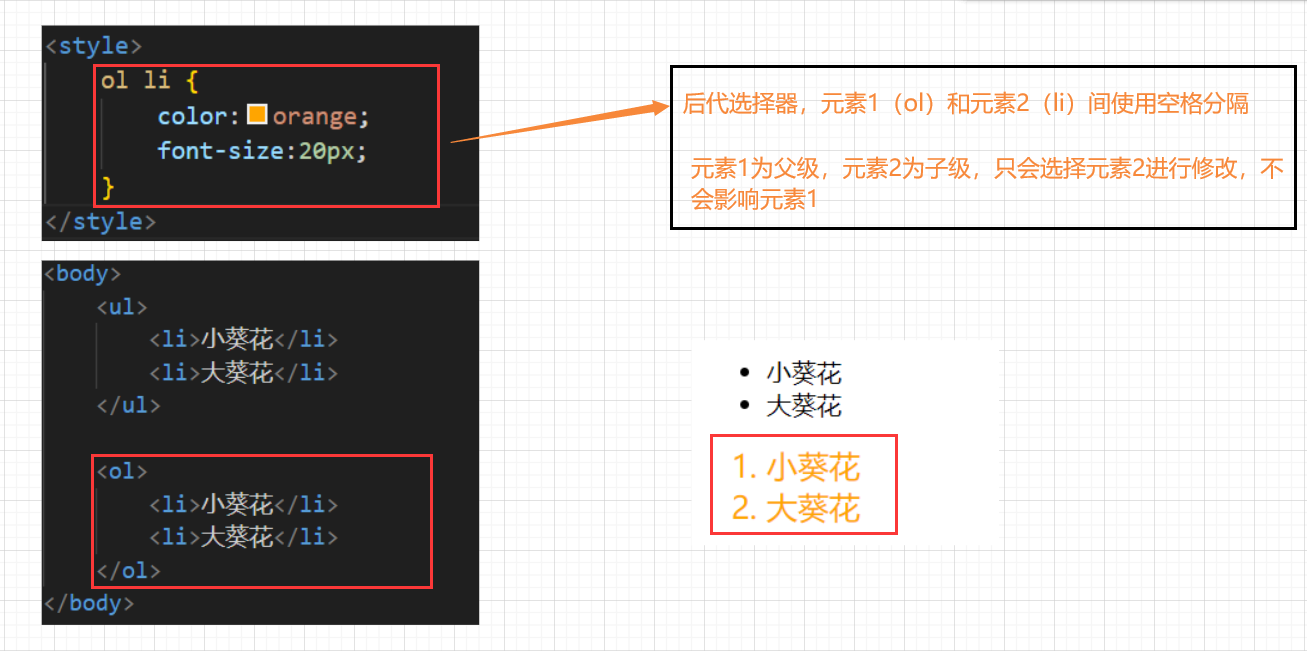 <style>
ol li {
color: orange;
font-size:20px;
}
</style>
后代选择器，元素1（ol）和元素2（li）间使用空格分隔
元素1为父级，元素2为子级，只会选择元素2进行修改，不
会影响元素1
<body>
<ul>
<li>小葵花</li>
<li>大葵花</li>
</ul>
<ol>
<li>小葵花</li>
<li>大葵花</li>
</ol>
</body>
• 小葵花
• 大葵花
1. 小葵花
2. 大葵花